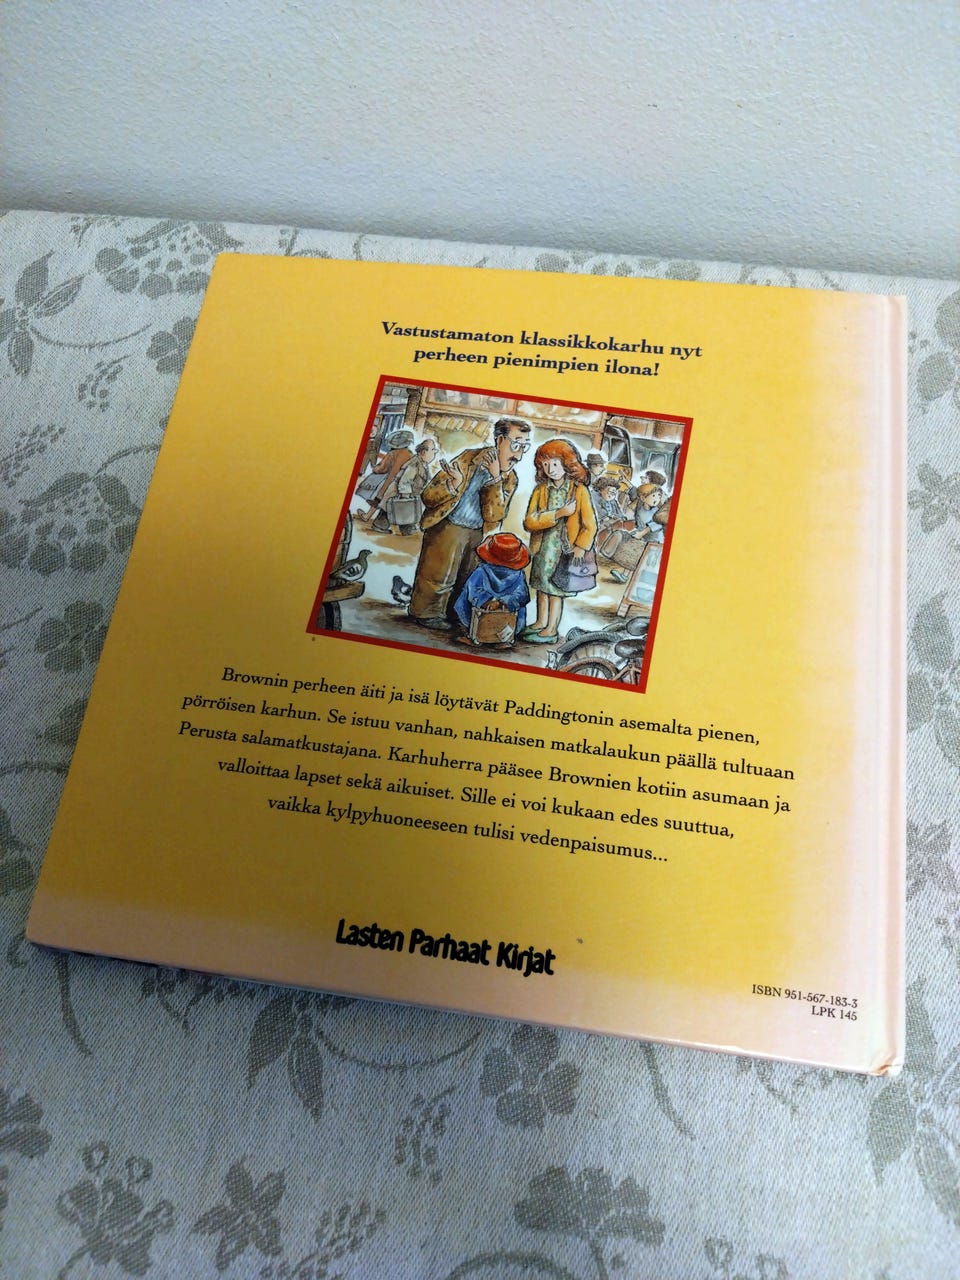 Vastustamaton klassikkokarhu nyt
perheen pienimpien ilona!
Brownin perheen äiti ja isä löytävät Paddingtonin asemalta pienen,
pörröisen karhun. Se istuu vanhan, nahkaisen matkalaukun päällä tultuaan
Perusta salamatkustajana. Karhuherra pääsee Brownien kotiin asumaan ja
valloittaa lapset sekä aikuiset. Sille ei voi kukaan edes suuttua,
vaikka kylpyhuoneeseen tulisi vedenpaisumus...
Lasten Parhaat Kirjat
ISBN 951-567-183-3
LPK 145